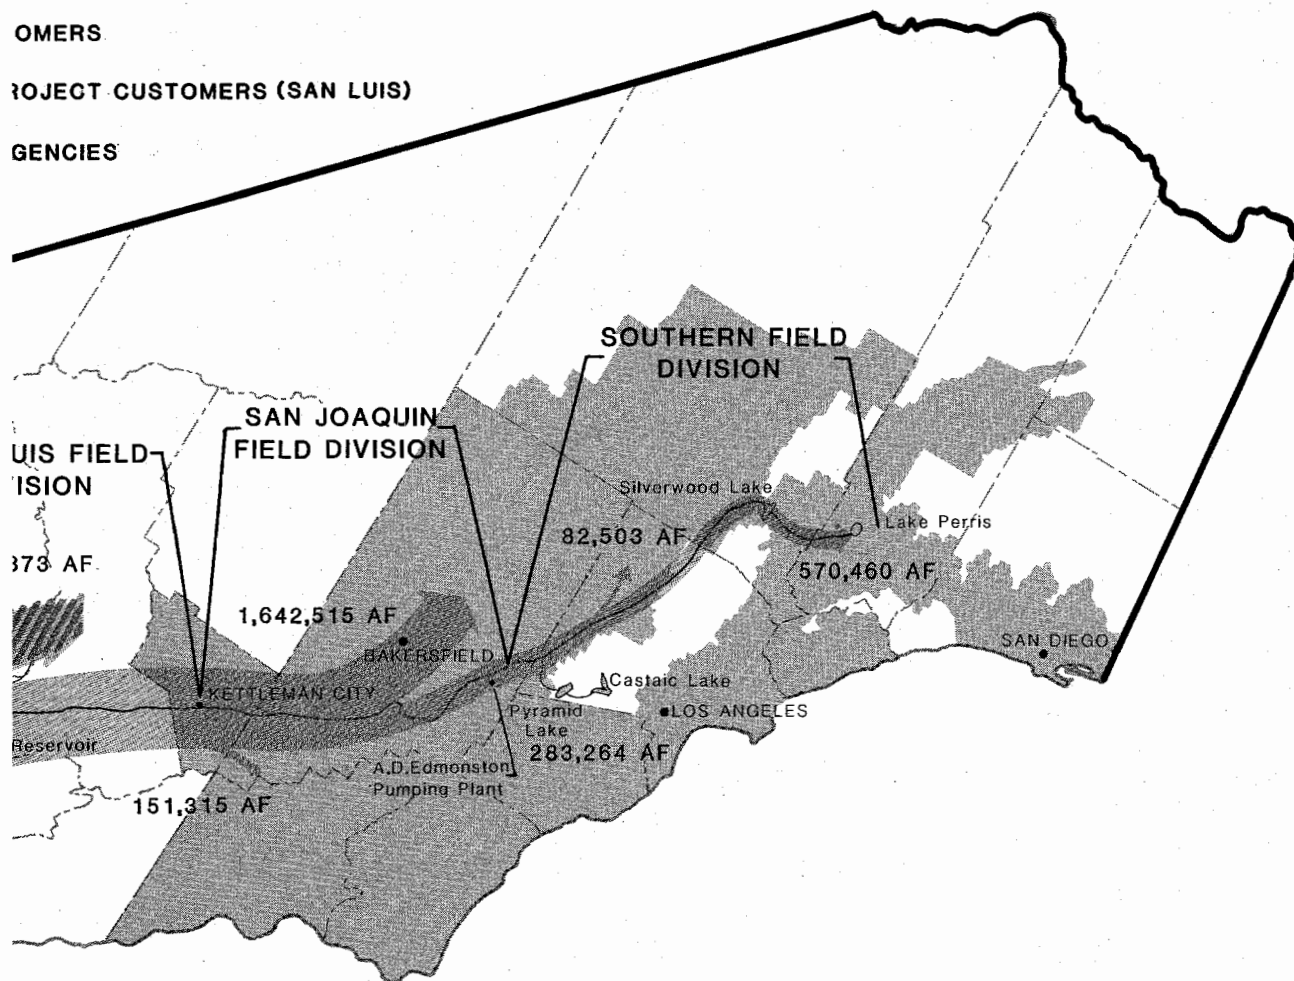 OMERS
ROJECT CUSTOMERS (SAN LUIS)
GENCIES
SOUTHERN FIELD
DIVISION
SAN JOAQUIN
FIELD DIVISION
UIS FIELD
ISION
Silverwood Lake
Lake Perris
82,503 AF
373 AF
570,460 AF
1,642,515 AF
BAKERSFIELD
SAN DIEGO
KETTLEMAN CITY
Castaic Lake
Pyramid
Lake
LOS ANGELES
Reservoir
283,264 AF
A.D.Edmonston
Pumping Plant
151,315 AF